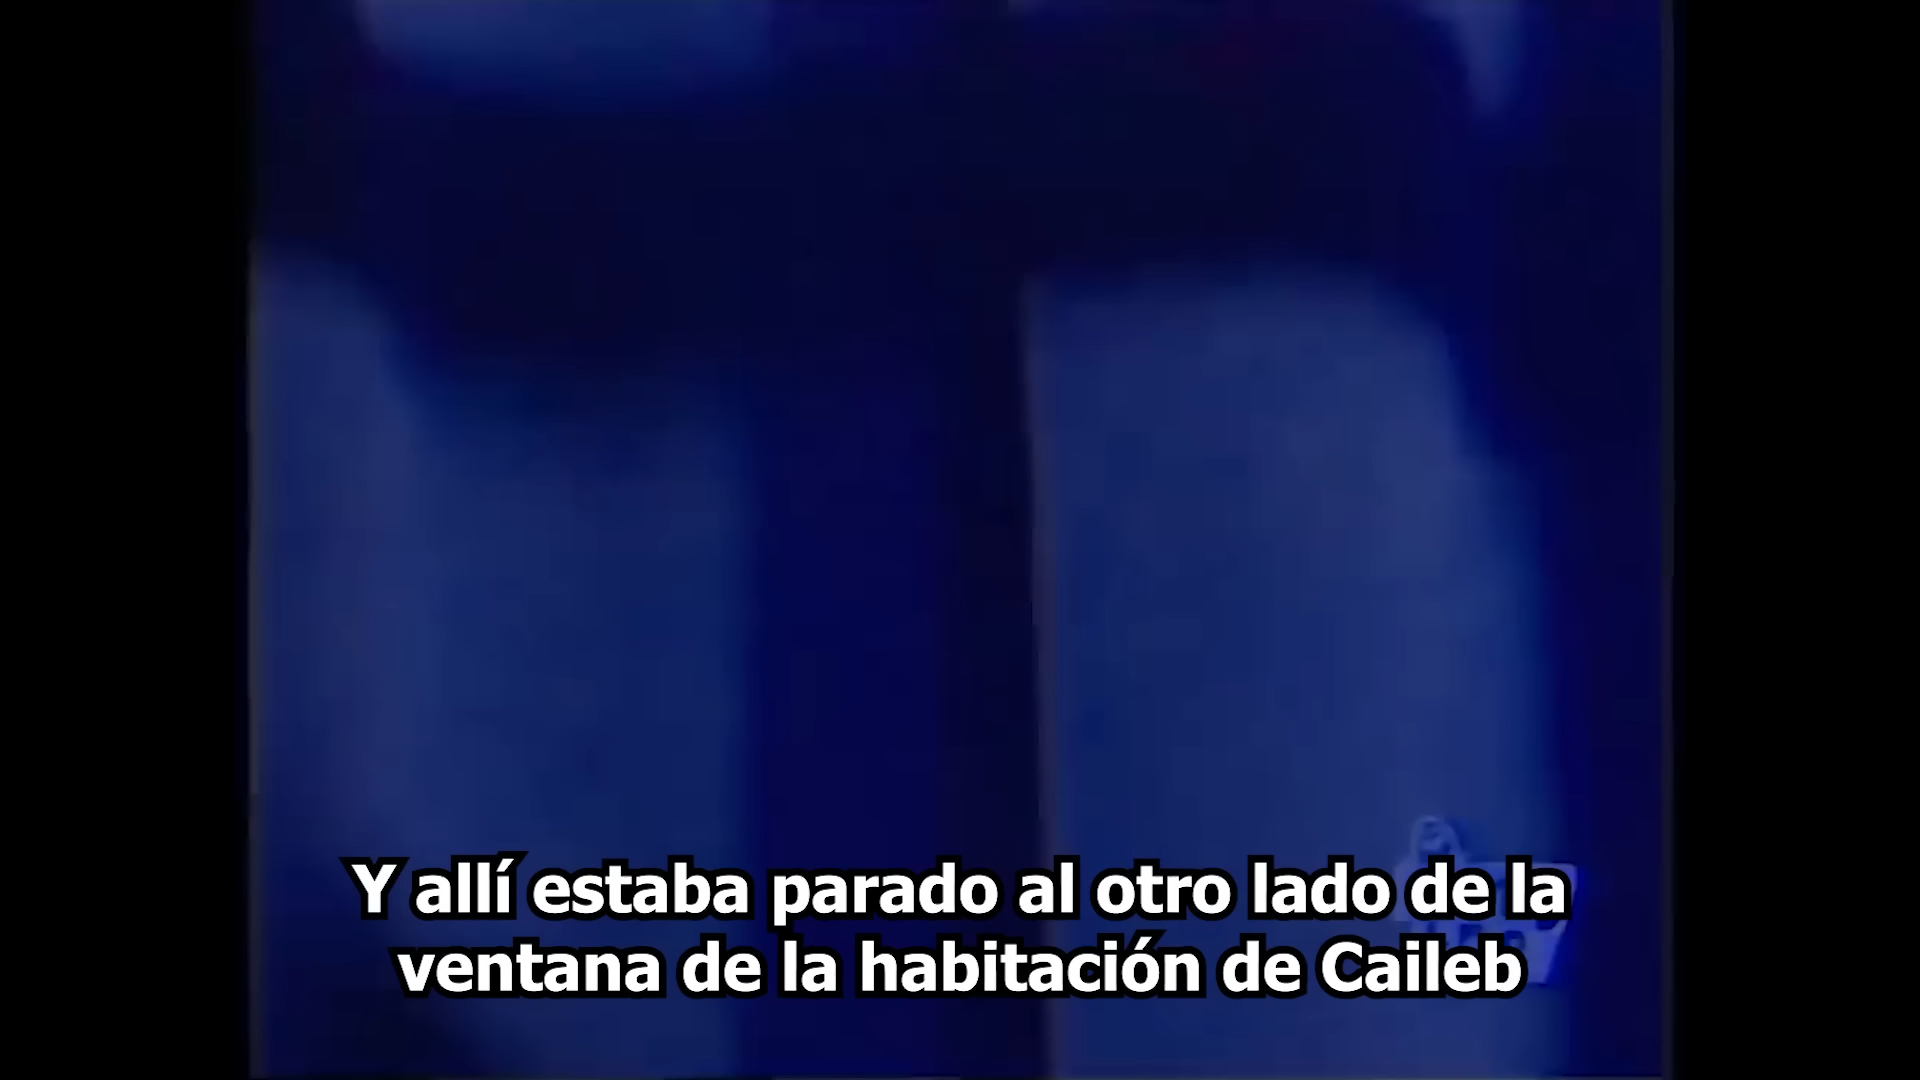 Y allí estaba parado al otro lado de la
ventana de la habitación de Caileb